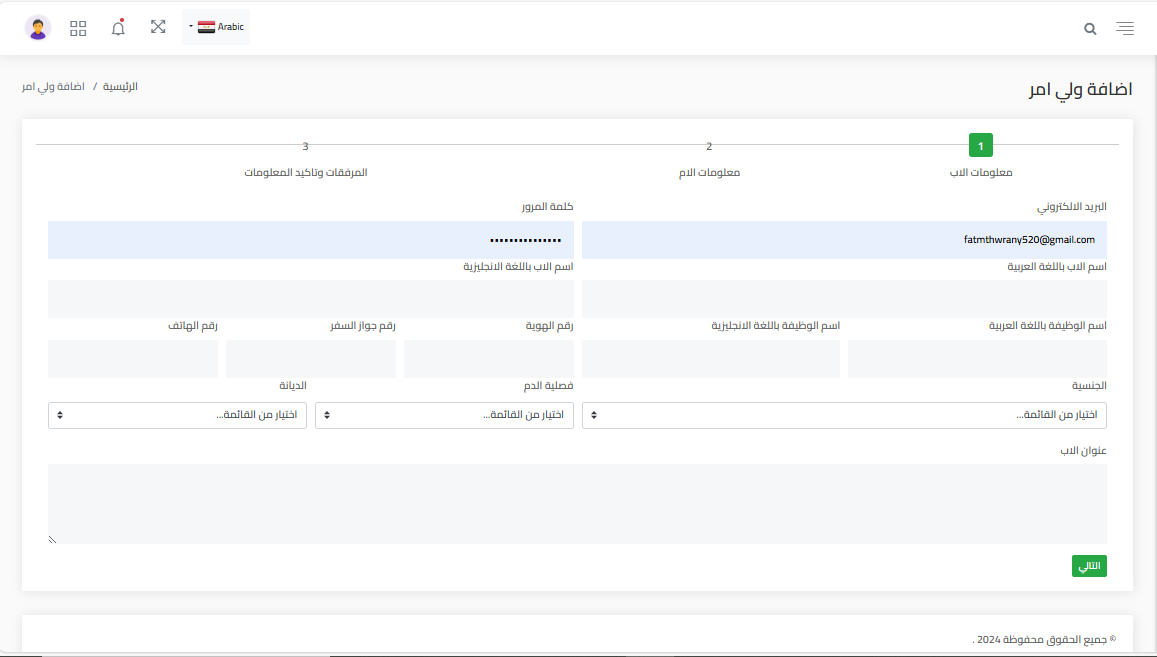 Arabic
اضافة ولي امر
الرئيسية / اضافة ولي امر
1
2
3
معلومات الاب
معلومات الام
المرفقات وتاكيد المعلومات
البريد الالكتروني
كلمة المرور
fatmthwrany520@gmail.com
•••••••••••••••
اسم الاب باللغة العربية
اسم الاب باللغة الانجليزية
اسم الوظيفة باللغة العربية
اسم الوظيفة باللغة الانجليزية
رقم الهوية
رقم جواز السفر
رقم الهاتف
الجنسية
فصلية الدم
الديانة
اختيار من القائمة...
اختيار من القائمة...
اختيار من القائمة...
عنوان الاب
التالي
© جميع الحقوق محفوظة 2024 .